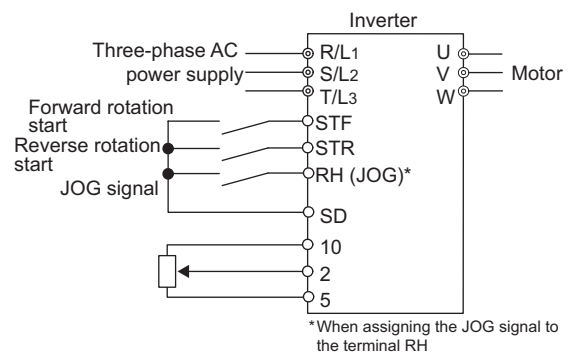 Inverter
Three-phase AC
power supply
R/L1
S/L2
T/L3
U
V
W
Motor
Forward rotation
start
STF
Reverse rotation
start
STR
JOG signal
RH (JOG)*
SD
10
2
5
*When assigning the JOG signal to
the terminal RH